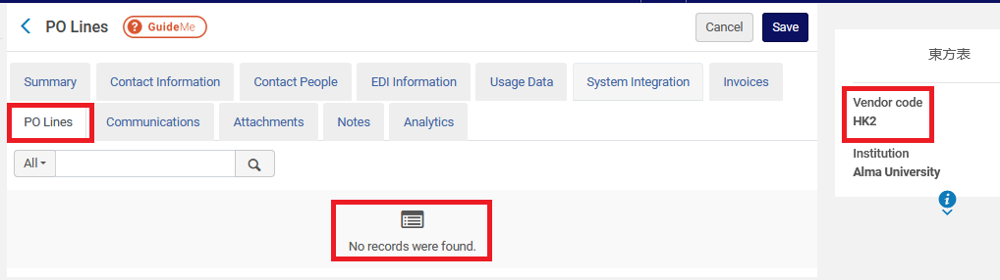 PO Lines
? GuideMe
Cancel
Save
Summary
Contact Information
Contact People
EDI Information
Usage Data
System Integration
Invoices
PO Lines
Communications
Attachments
Notes
Analytics
All
No records were found.
東方表
Vendor code
HK2
Institution
Alma University
i